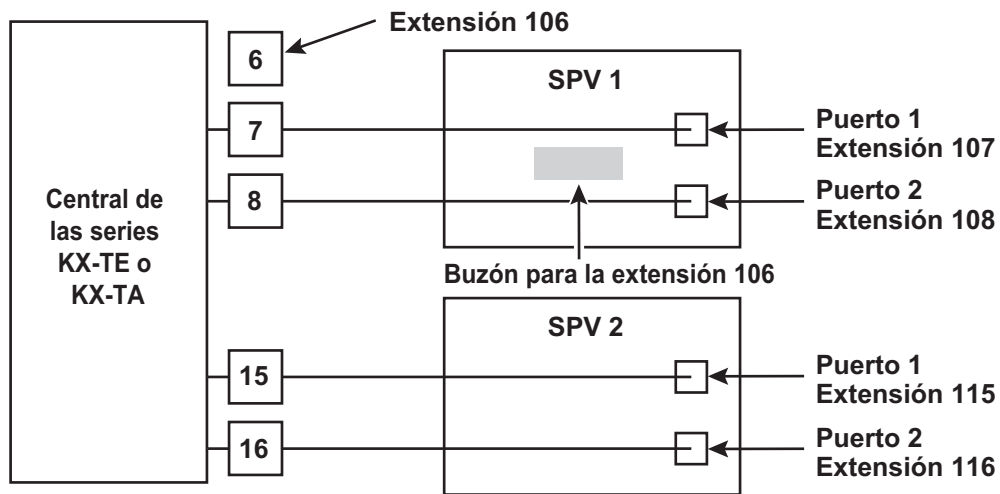 Extensión 106
6
SPV 1
7
Puerto 1
Extensión 107
Central de
las series
KX-TE o
KX-TA
8
Puerto 2
Extensión 108
Buzón para la extensión 106
SPV 2
15
Puerto 1
Extensión 115
16
Puerto 2
Extensión 116